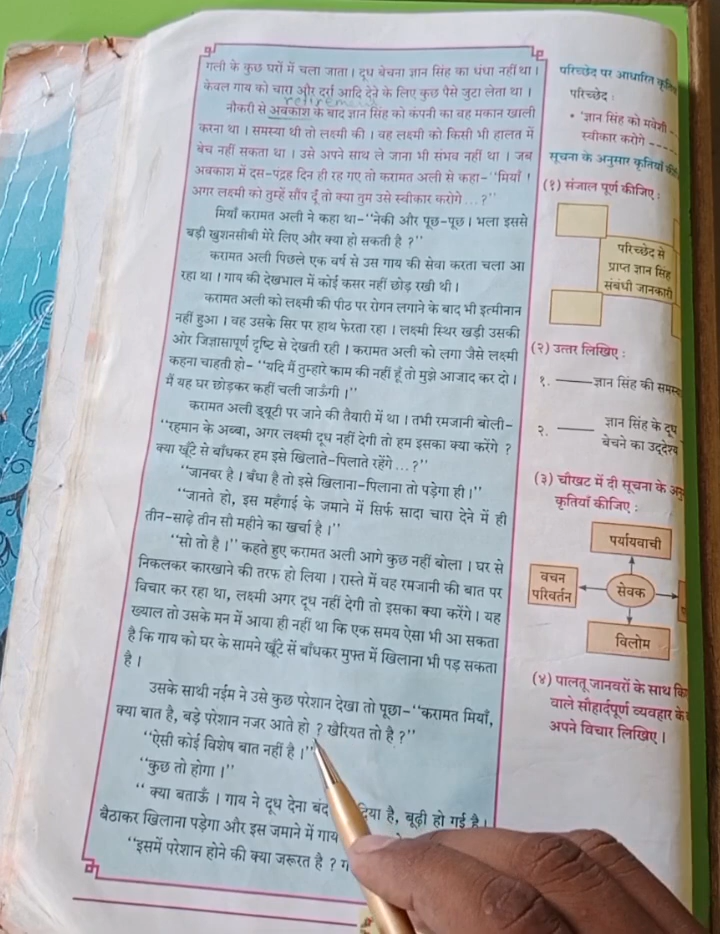 गली के कुछ घरों में चला जाता । दूध बेचना ज्ञान सिंह का धंधा नहीं था ।
केवल गाय को चारा और दर्रा आदि देने के लिए कुछ पैसे जुटा लेता था ।
retirement
नौकरी से अवकाश के बाद ज्ञान सिंह को कंपनी का वह मकान खाली
करना था । समस्या थी तो लक्ष्मी की । वह लक्ष्मी को किसी भी हालत में
बेच नहीं सकता था । उसे अपने साथ ले जाना भी संभव नहीं था । जब
अवकाश में दस-पंद्रह दिन ही रह गए तो करामत अली से कहा- ‘‘मियाँ !
अगर लक्ष्मी को तुम्हें सौंप दूँ तो क्या तुम उसे स्वीकार करोगे ...?’’
मियाँ करामत अली ने कहा था-‘‘नेकी और पूछ-पूछ । भला इससे
बड़ी खुशनसीबी मेरे लिए और क्या हो सकती है ?’’
करामत अली पिछले एक वर्ष से उस गाय की सेवा करता चला आ
रहा था । गाय की देखभाल में कोई कसर नहीं छोड़ रखी थी ।
करामत अली को लक्ष्मी की पीठ पर रोगन लगाने के बाद भी इत्मीनान
नहीं हुआ । वह उसके सिर पर हाथ फेरता रहा । लक्ष्मी स्थिर खड़ी उसकी
ओर जिज्ञासापूर्ण दृष्टि से देखती रही । करामत अली को लगा जैसे लक्ष्मी
कहना चाहती हो- ‘‘यदि मैं तुम्हारे काम की नहीं हूँ तो मुझे आजाद कर दो ।
मैं यह घर छोड़कर कहीं चली जाऊँगी ।’’
करामत अली ड्यूटी पर जाने की तैयारी में था । तभी रमजानी बोली-
‘‘रहमान के अब्बा, अगर लक्ष्मी दूध नहीं देगी तो हम इसका क्या करेंगे ?
क्या खूँटे से बाँधकर हम इसे खिलाते-पिलाते रहेंगे ...?’’
‘‘जानवर है । बँधा है तो इसे खिलाना-पिलाना तो पड़ेगा ही ।’’
‘‘जानते हो, इस महँगाई के जमाने में सिर्फ सादा चारा देने में ही
तीन-साढ़े तीन सौ महीने का खर्चा है ।’’
‘‘सो तो है ।’’ कहते हुए करामत अली आगे कुछ नहीं बोला । घर से
निकलकर कारखाने की तरफ हो लिया । रास्ते में वह रमजानी की बात पर
विचार कर रहा था, लक्ष्मी अगर दूध नहीं देगी तो इसका क्या करेंगे । यह
ख्याल तो उसके मन में आया ही नहीं था कि एक समय ऐसा भी आ सकता
है कि गाय को घर के सामने खूँटे सें बाँधकर मुफ्त में खिलाना भी पड़ सकता
है ।
उसके साथी नईम ने उसे कुछ परेशान देखा तो पूछा-‘‘करामत मियाँ,
क्या बात है, बड़े परेशान नजर आते हो ? खैरियत तो है ?’’
‘‘ऐसी कोई विशेष बात नहीं है ।’’
‘‘कुछ तो होगा ।’’
‘‘ क्या बताऊँ । गाय ने दूध देना बंद दिया है, बूढ़ी हो गई है ।
बैठाकर खिलाना पड़ेगा और इस जमाने में गाय
‘‘इसमें परेशान होने की क्या जरूरत है ?
परिच्छेद पर आधारित
परिच्छेद :
• ‘ज्ञान सिंह को मवेशी
स्वीकार करोगे -----
सूचना के अनुसार कृतियाँ
(१) संजाल पूर्ण कीजिए :
परिच्छेद से
प्राप्त ज्ञान सिंह
संबंधी जानकारी
(२) उत्तर लिखिए :
१. ____ ज्ञान सिंह की
२. ____ ज्ञान सिंह के दूध
बेचने का उद्देश्य
(३) चौखट में दी सूचना के
कृतियाँ कीजिए :
पर्यायवाची
वचन
परिवर्तन
सेवक
विलोम
(४) पालतू जानवरों के साथ
वाले सौहार्दपूर्ण व्यवहार के
अपने विचार लिखिए ।